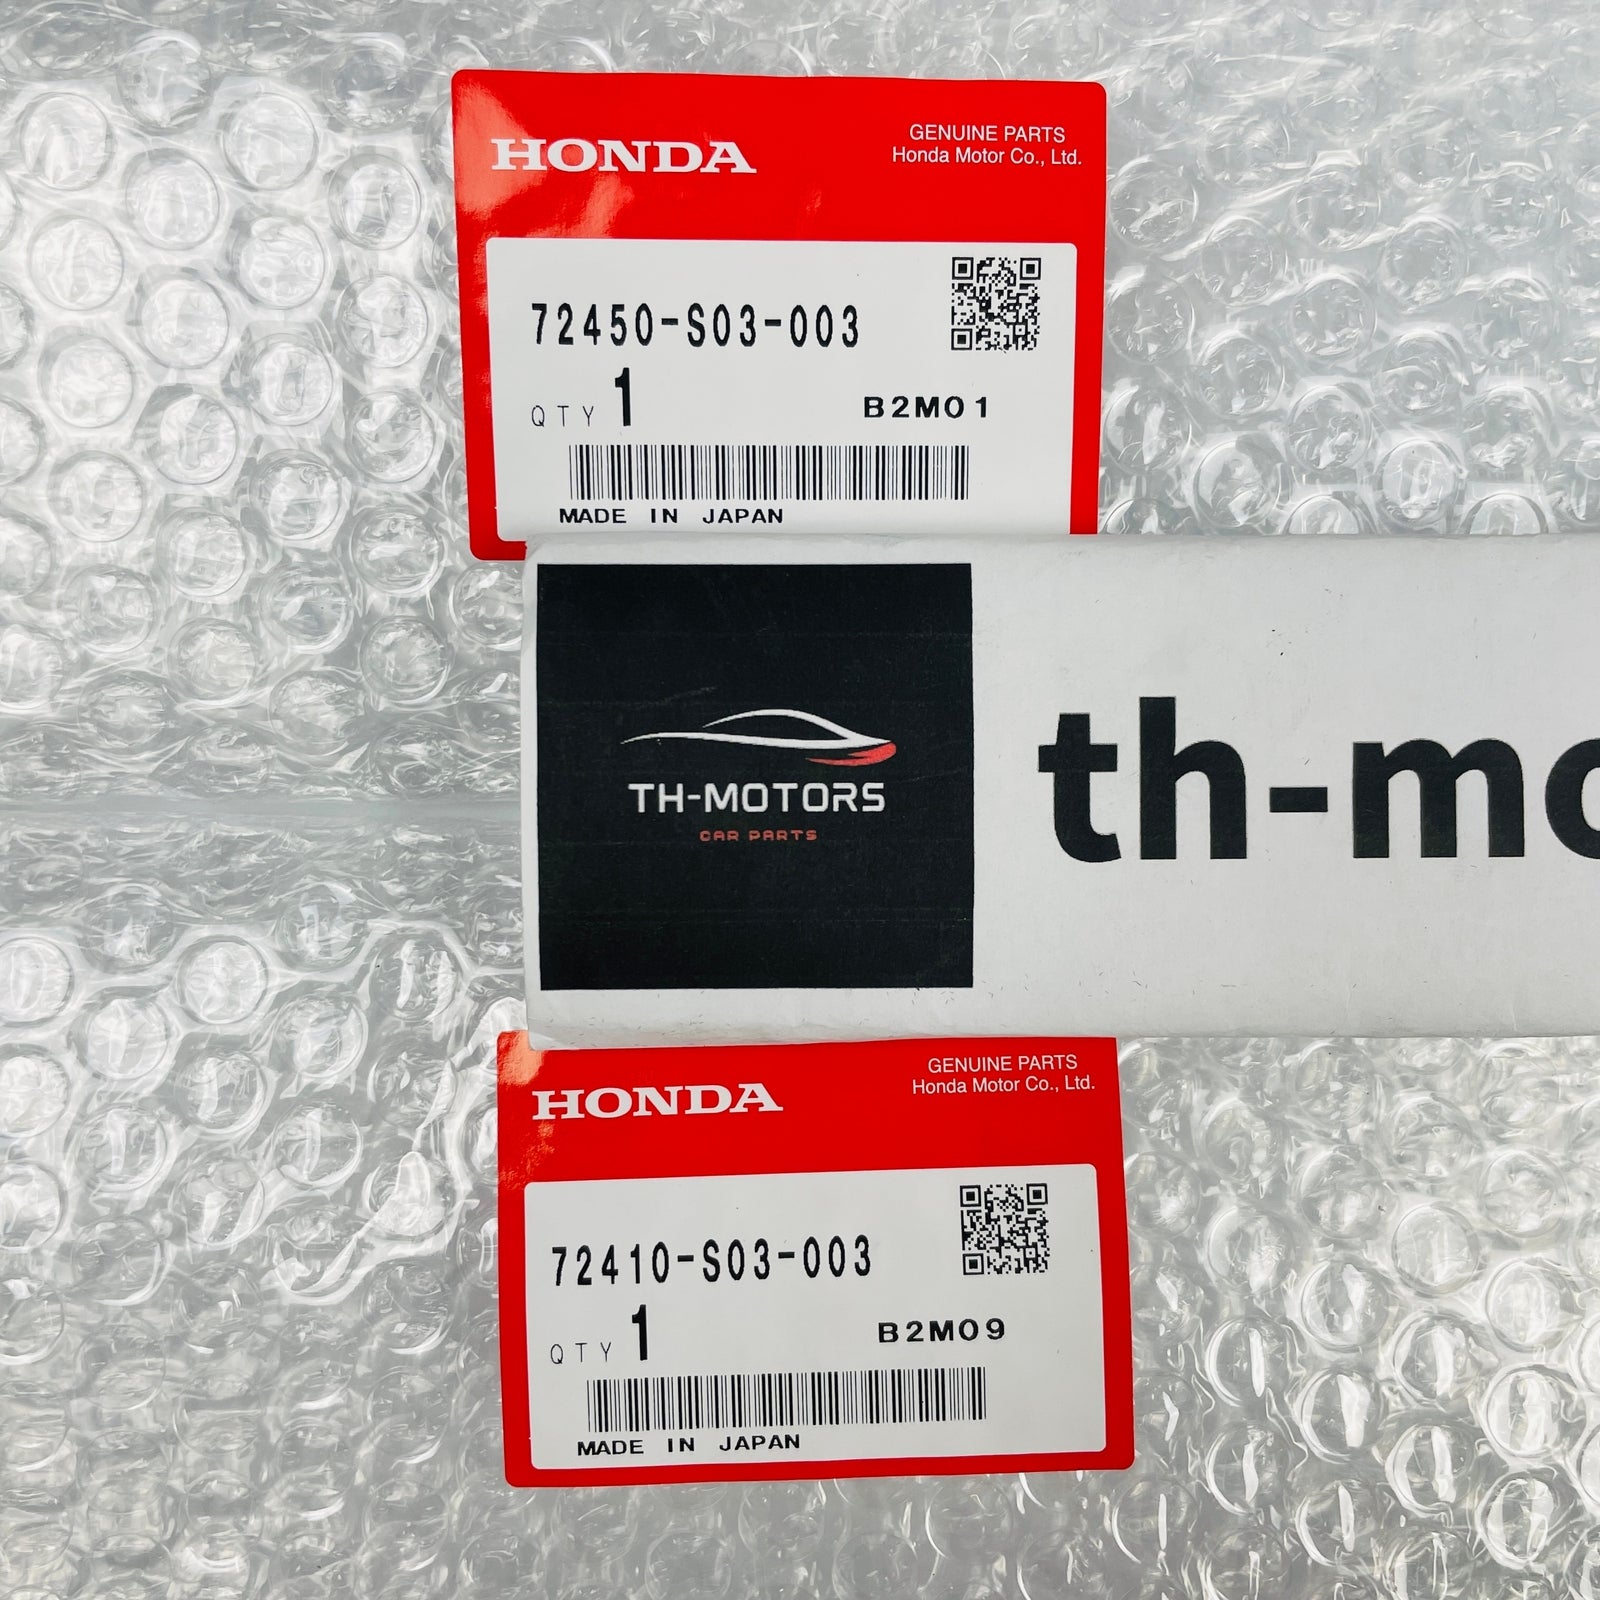 HONDA
GENUINE PARTS
Honda Motor Co., Ltd.
72450-S03-003
QTY 1
B2M01
MADE IN JAPAN
TH-MOTORS
CAR PARTS
th-mo
HONDA
GENUINE PARTS
Honda Motor Co., Ltd.
72410-S03-003
QTY 1
B2M09
MADE IN JAPAN